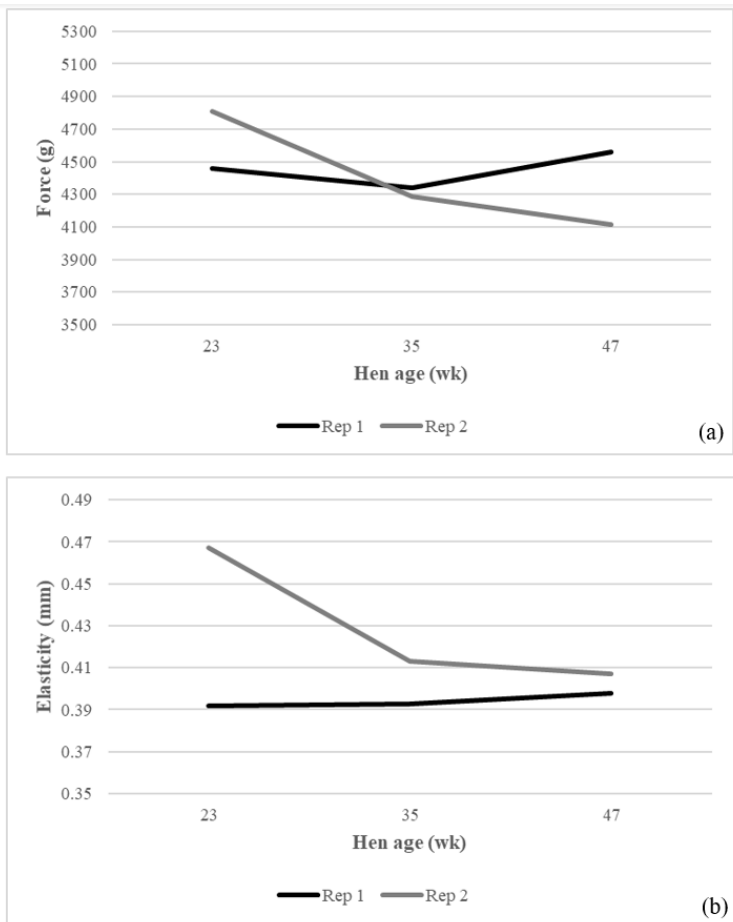 5300
5100
4900
4700
4500
4300
4100
3900
3700
3500
Force (g)
23 35 47
Hen age (wk)
Rep 1 Rep 2
(a)
0.49
0.47
0.45
0.43
0.41
0.39
0.37
0.35
Elasticity (mm)
23 35 47
Hen age (wk)
Rep 1 Rep 2
(b)